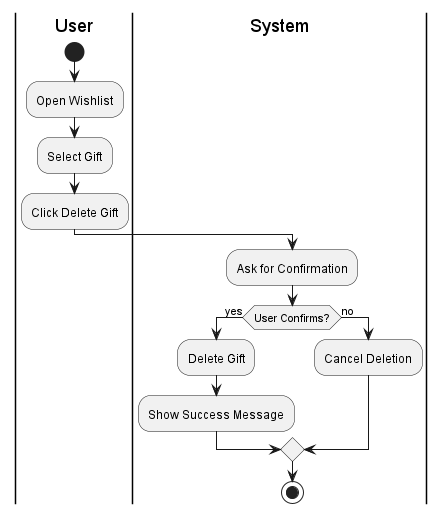 User
System
Open Wishlist
Select Gift
Click Delete Gift
Ask for Confirmation
User Confirms?
yes
no
Delete Gift
Cancel Deletion
Show Success Message